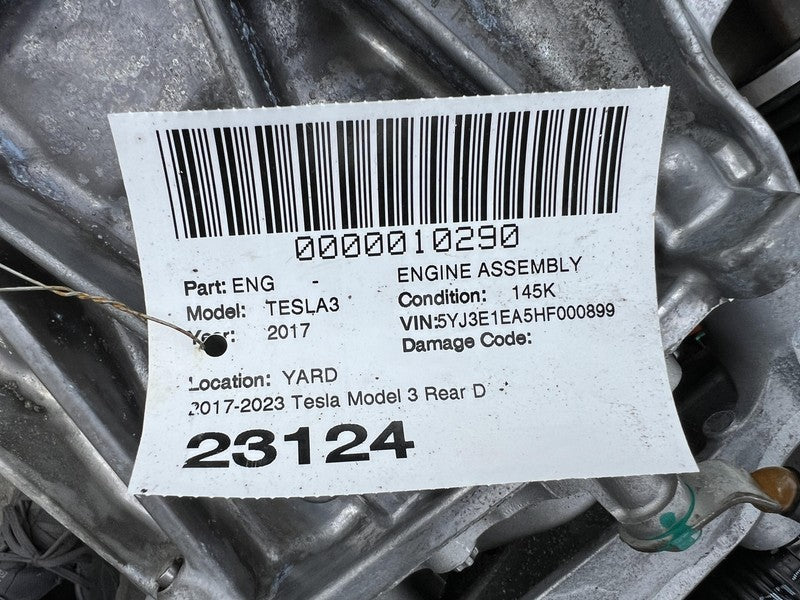 0000010290
Part: ENG - ENGINE ASSEMBLY
Model: TESLA3 Condition: 145K
Year: 2017 VIN:5YJ3E1EA5HF000899
Damage Code:
Location: YARD
2017-2023 Tesla Model 3 Rear D
23124